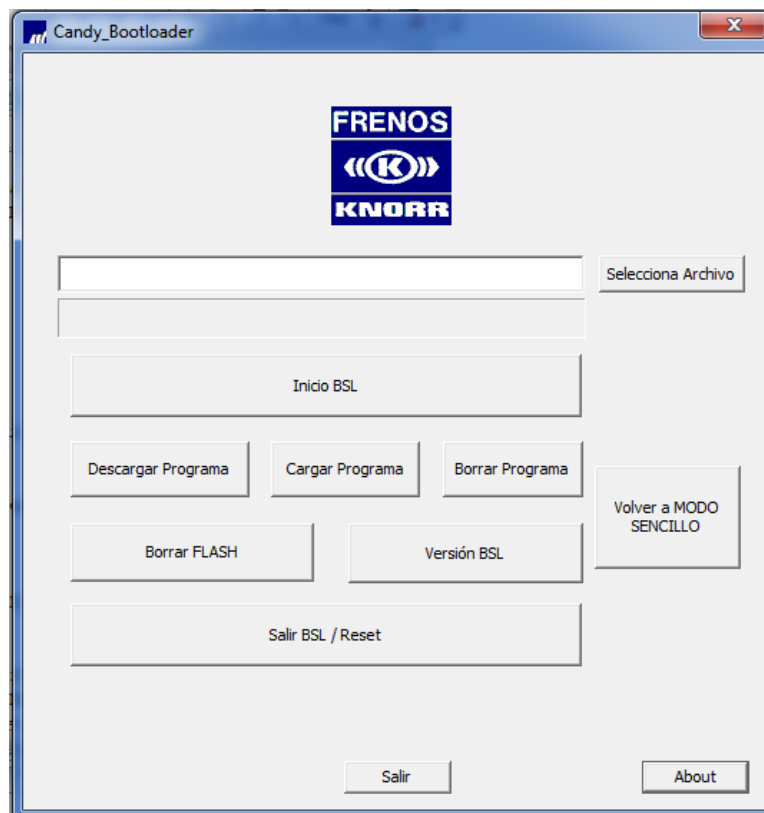 Candy_Bootloader
FRENOS
K
KNORR
Selecciona Archivo
Inicio BSL
Descargar Programa
Cargar Programa
Borrar Programa
Volver a MODO
SENCILLO
Borrar FLASH
Versión BSL
Salir BSL / Reset
Salir
About